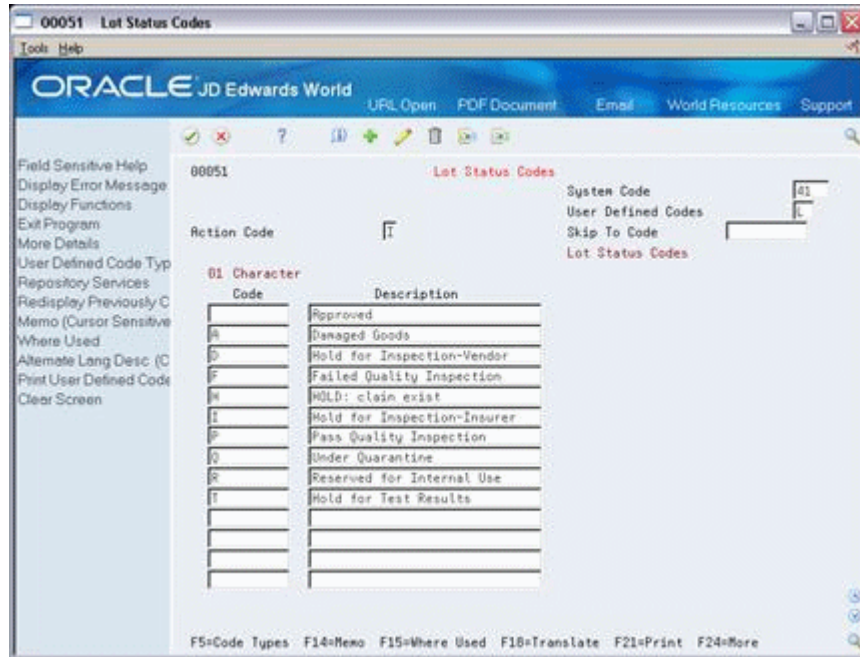 00051 Lot Status Codes
Tools Help
ORACLE JD Edwards World
URL Open PDF Document Email World Resources Support
Field Sensitive Help
Display Error Message
Display Functions
Exit Program
More Details
User Defined Code Typ
Repository Services
Redisplay Previously C
Memo (Cursor Sensitive
Where Used
Alternate Lang Desc (C
Print User Defined Code
Clear Screen
00051 Lot Status Codes
System Code 41
User Defined Codes L
Action Code I Skip To Code
Lot Status Codes
01 Character
Code Description
Approved
A Damaged Goods
D Hold for Inspection-Vendor
F Failed Quality Inspection
H HOLD: claim exist
I Hold for Inspection-Insurer
P Pass Quality Inspection
Q Under Quarantine
R Reserved for Internal Use
T Hold for Test Results
F5=Code Types F14=Memo F15=Where Used F18=Translate F21=Print F24=More